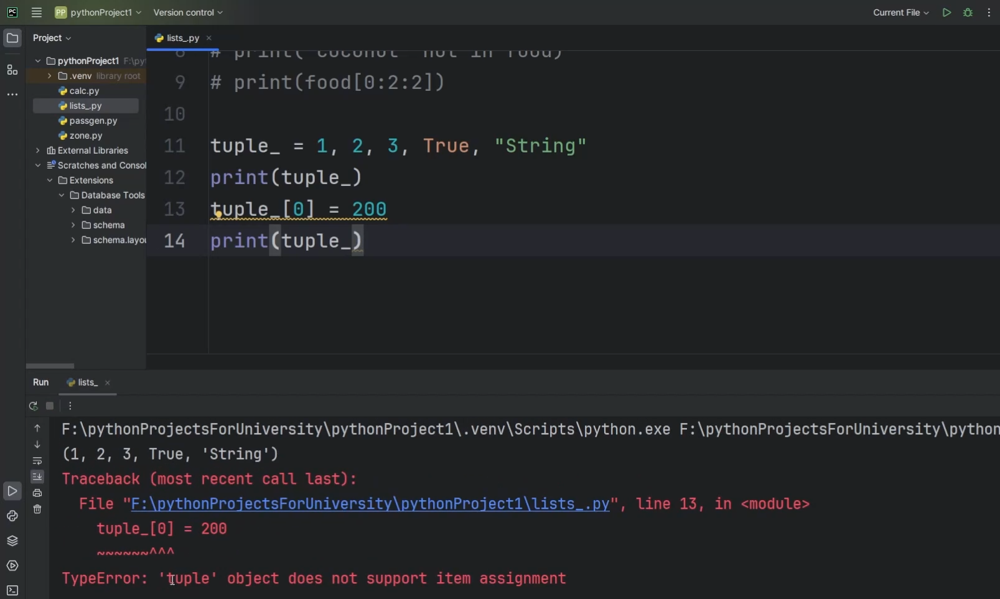 PC PP pythonProject1 Version control Current File
Project
lists_.py
pythonProject1 F:\py
.venv library root
calc.py
lists_.py
passgen.py
zone.py
External Libraries
Scratches and Consol
Extensions
Database Tools
data
schema
schema.layou
8 # print("coconut" not in food)
9 # print(food[0:2:2])
10
11 tuple_ = 1, 2, 3, True, "String"
12 print(tuple_)
13 tuple_[0] = 200
14 print(tuple_)
Run lists_
F:\pythonProjectsForUniversity\pythonProject1\.venv\Scripts\python.exe F:\pythonProjectsForUniversity\python
(1, 2, 3, True, 'String')
Traceback (most recent call last):
File "F:\pythonProjectsForUniversity\pythonProject1\lists_.py", line 13, in <module>
tuple_[0] = 200
~~~~~~^^^
TypeError: 'tuple' object does not support item assignment